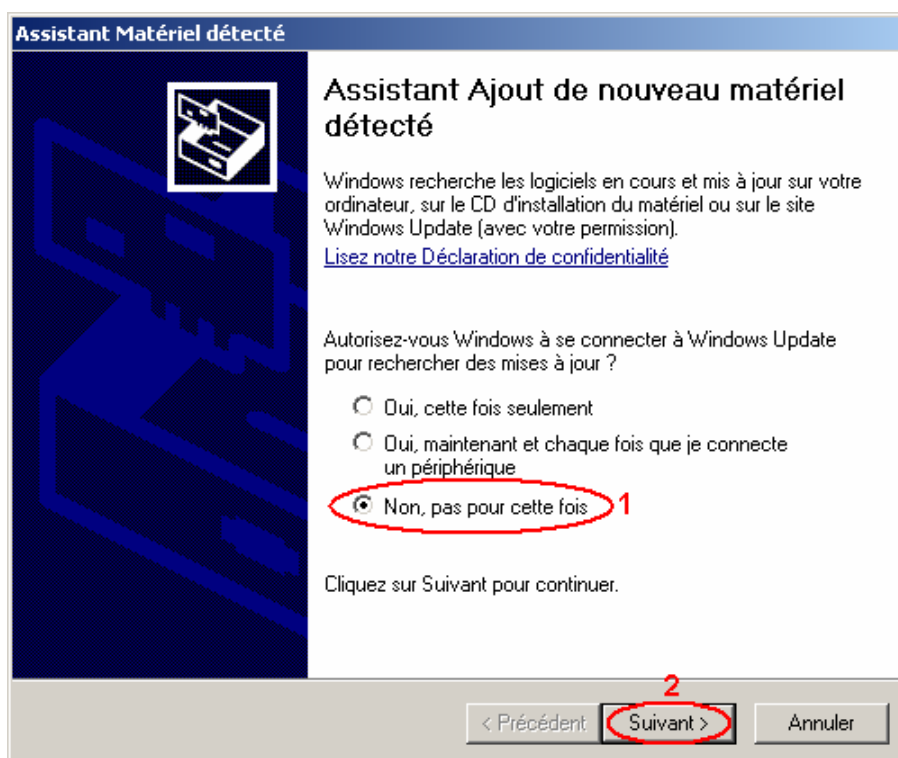 Assistant Matériel détecté
Assistant Ajout de nouveau matériel
détecté
Windows recherche les logiciels en cours et mis à jour sur votre
ordinateur, sur le CD d'installation du matériel ou sur le site
Windows Update (avec votre permission).
Lisez notre Déclaration de confidentialité
Autorisez-vous Windows à se connecter à Windows Update
pour rechercher des mises à jour ?
Oui, cette fois seulement
Oui, maintenant et chaque fois que je connecte
un périphérique
Non, pas pour cette fois 1
Cliquez sur Suivant pour continuer.
2
< Précédent Suivant > Annuler